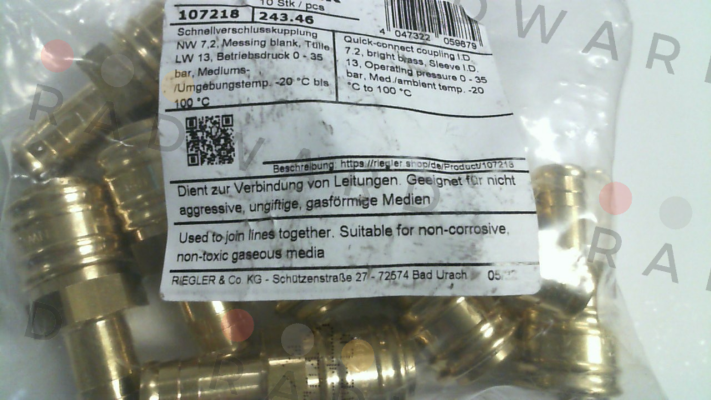 10 Stk / pcs
107218 243.46
4 047322 059679
Schnellverschlusskupplung
NW 7,2, Messing blank, Tülle
LW 13, Betriebsdruck 0 - 35
bar, Mediums-
/Umgebungstemp. -20 °C bis
100 °C
Quick-connect coupling I.D.
7.2, bright brass, Sleeve I.D.
13, Operating pressure 0 - 35
bar, Med./ambient temp. -20
°C to 100 °C
Beschreibung: https://riegler.shop/de/Product/107218
Dient zur Verbindung von Leitungen. Geeignet für nicht
aggressive, ungiftige, gasförmige Medien
Used to join lines together. Suitable for non-corrosive,
non-toxic gaseous media
RIEGLER & Co. KG - Schützenstraße 27 - 72574 Bad Urach